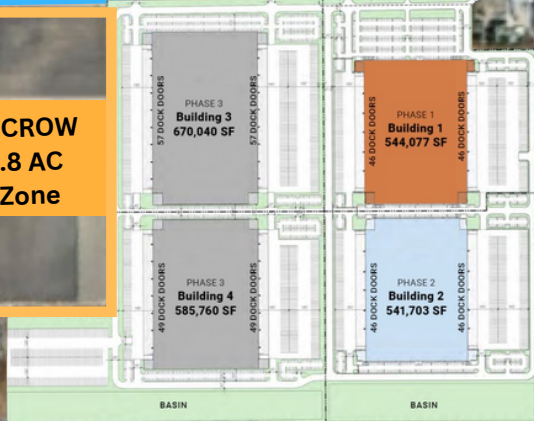 CROW
.8 AC
Zone
57 DOCK DOORS
PHASE 3
Building 3
670,040 SF
57 DOCK DOORS
46 DOCK DOORS
PHASE 1
Building 1
544,077 SF
46 DOCK DOORS
49 DOCK DOORS
PHASE 3
Building 4
585,760 SF
49 DOCK DOORS
46 DOCK DOORS
PHASE 2
Building 2
541,703 SF
46 DOCK DOORS
BASIN
BASIN